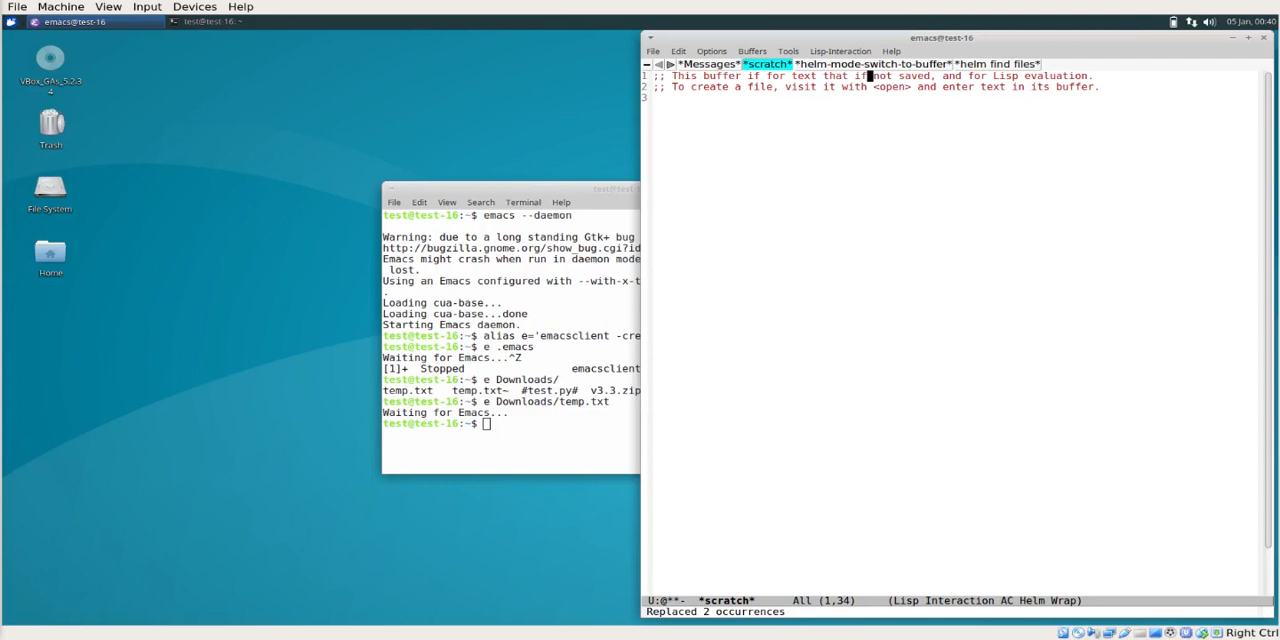 File Machine View Input Devices Help
emacs@test-16 test@test-16: ~ 05 Jan, 00:40
VBox_GAs_5.2.3
4
Trash
File System
Home
test@test-
File Edit View Search Terminal Help
test@test-16:~$ emacs --daemon
Warning: due to a long standing Gtk+ bug
http://bugzilla.gnome.org/show_bug.cgi?id
Emacs might crash when run in daemon mode
lost.
Using an Emacs configured with --with-x-t
.
Loading cua-base...
Loading cua-base...done
Starting Emacs daemon.
test@test-16:~$ alias e='emacsclient -cre
test@test-16:~$ e .emacs
Waiting for Emacs...^Z
[1]+ Stopped emacsclient
test@test-16:~$ e Downloads/
temp.txt temp.txt~ #test.py# v3.3.zip
test@test-16:~$ e Downloads/temp.txt
Waiting for Emacs...
test@test-16:~$
emacs@test-16
File Edit Options Buffers Tools Lisp-Interaction Help
*Messages* *scratch* *helm-mode-switch-to-buffer* *helm find files*
1 ;; This buffer if for text that if not saved, and for Lisp evaluation.
2 ;; To create a file, visit it with <open> and enter text in its buffer.
3
U:@**- *scratch* All (1,34) (Lisp Interaction AC Helm Wrap)
Replaced 2 occurrences
Right Ctrl